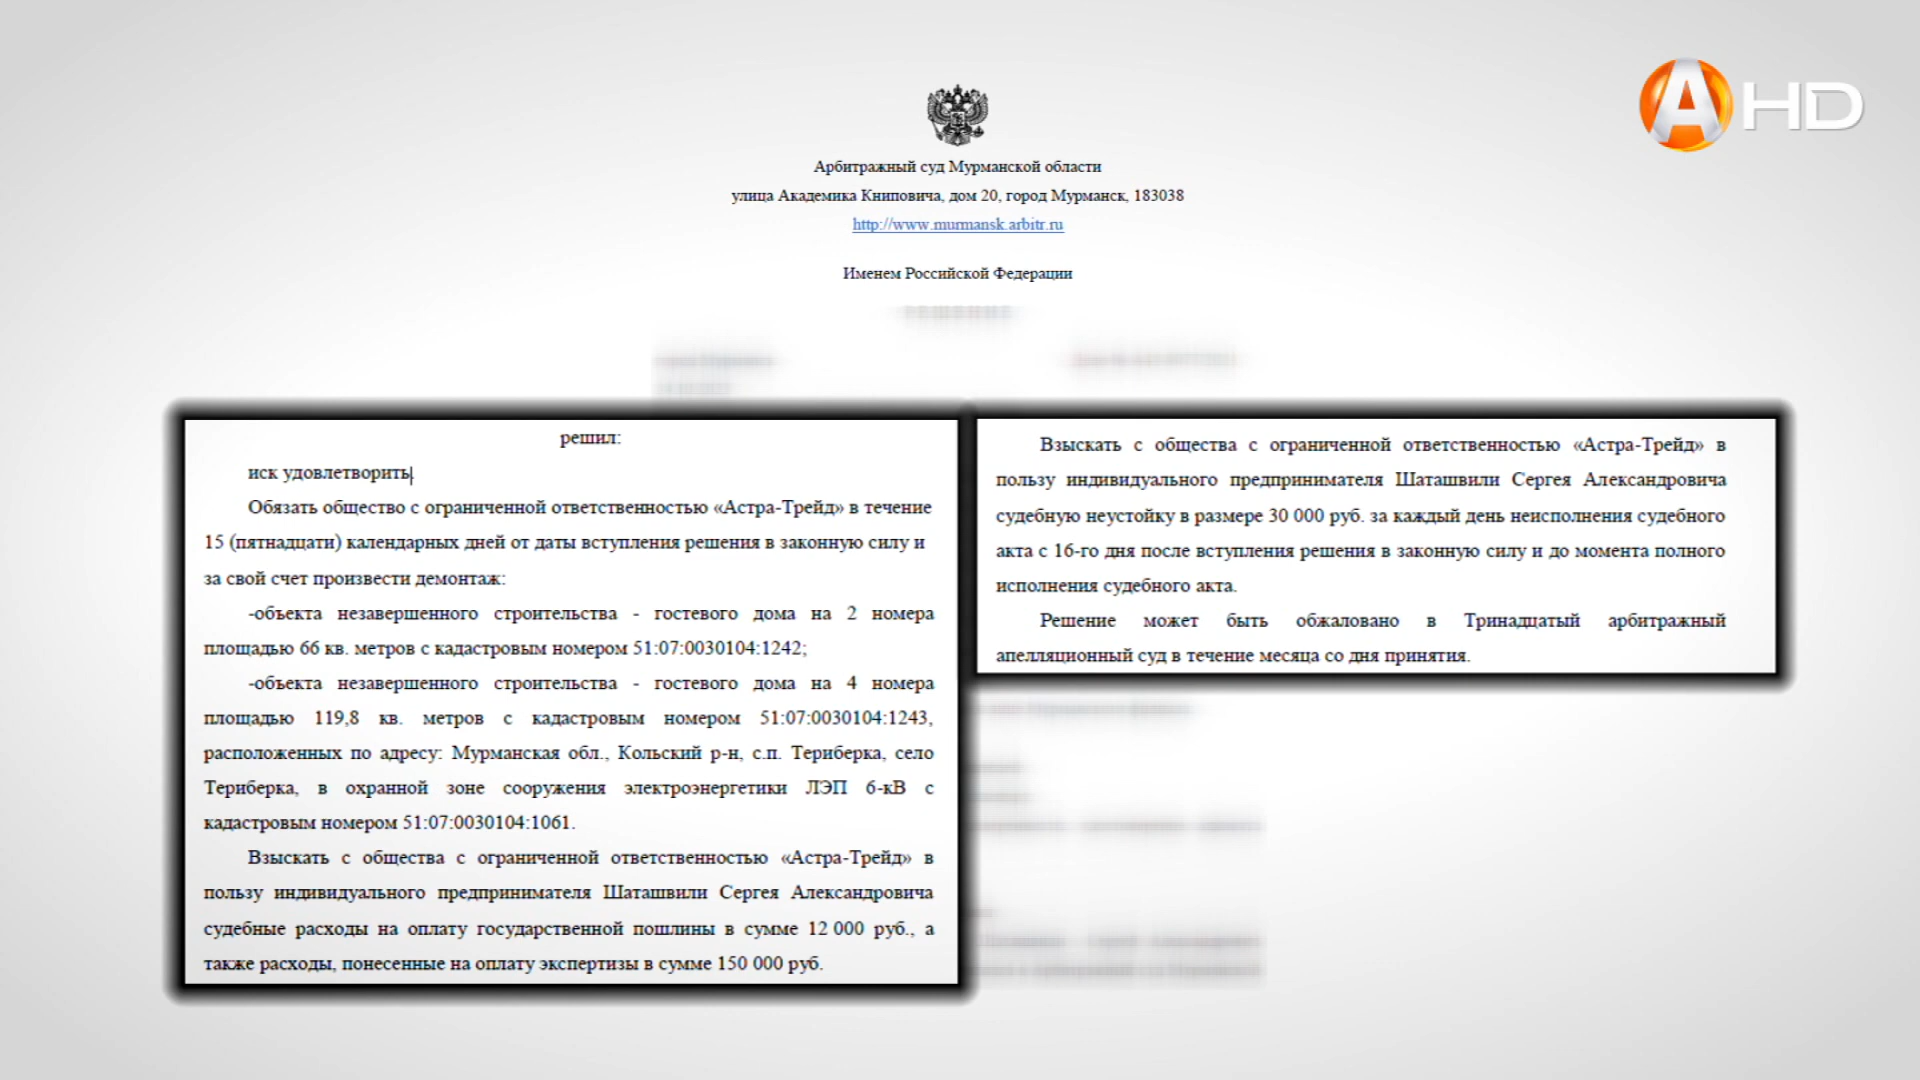 А HD
Арбитражный суд Мурманской области
улица Академика Книповича, дом 20, город Мурманск, 183038
http://www.murmansk.arbitr.ru
Именем Российской Федерации
решил:
иск удовлетворить
Обязать общество с ограниченной ответственностью «Астра-Трейд» в течение
15 (пятнадцати) календарных дней от даты вступления решения в законную силу и
за свой счет произвести демонтаж:
-объекта незавершенного строительства - гостевого дома на 2 номера
площадью 66 кв. метров с кадастровым номером 51:07:0030104:1242;
-объекта незавершенного строительства - гостевого дома на 4 номера
площадью 119,8 кв. метров с кадастровым номером 51:07:0030104:1243,
расположенных по адресу: Мурманская обл., Кольский р-н, с.п. Териберка, село
Териберка, в охранной зоне сооружения электроэнергетики ЛЭП 6-кВ с
кадастровым номером 51:07:0030104:1061.
Взыскать с общества с ограниченной ответственностью «Астра-Трейд» в
пользу индивидуального предпринимателя Шаташвили Сергея Александровича
судебные расходы на оплату государственной пошлины в сумме 12 000 руб., а
также расходы, понесенные на оплату экспертизы в сумме 150 000 руб.
Взыскать с общества с ограниченной ответственностью «Астра-Трейд» в
пользу индивидуального предпринимателя Шаташвили Сергея Александровича
судебную неустойку в размере 30 000 руб. за каждый день неисполнения судебного
акта с 16-го дня после вступления решения в законную силу и до момента полного
исполнения судебного акта.
Решение может быть обжаловано в Тринадцатый арбитражный
апелляционный суд в течение месяца со дня принятия.